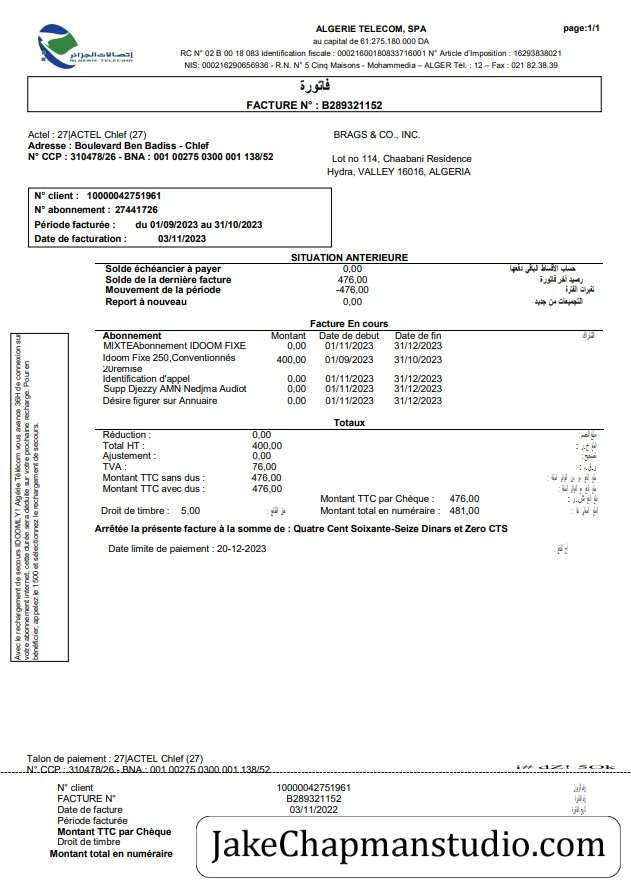 إتصالات الجزائر
ALGERIE TELECOM
ALGERIE TELECOM, SPA
page:1/1
au capital de 61.275.180.000 DA
RC N° 02 B 00 18 083 Identification fiscale : 00021600180833716001 N° Article d'Imposition : 16293838021
NIS: 000216290656936 - R.N. N° 5 Cinq Maisons - Mohammedia – ALGER Tél. : 12 – Fax : 021 82.38.39
فاتورة
FACTURE N° : B289321152
Actel : 27|ACTEL Chlef (27)
Adresse : Boulevard Ben Badiss - Chlef
N° CCP : 310478/26 - BNA : 001 00275 0300 001 138/52
BRAGS & CO., INC.
Lot no 114, Chaabani Residence
Hydra, VALLEY 16016, ALGERIA
N° client : 10000042751961
N° abonnement : 27441726
Période facturée : du 01/09/2023 au 31/10/2023
Date de facturation : 03/11/2023
SITUATION ANTERIEURE
Solde échéancier à payer 0,00 حساب الأقساط الباقي دفعها
Solde de la dernière facture 476,00 رصيد آخر فاتورة
Mouvement de la période -476,00 تغيرات الفترة
Report à nouveau 0,00 التجميعات من جديد
Facture En cours
Abonnement Montant Date de debut Date de fin
MIXTEAbonnement IDOOM FIXE 0,00 01/11/2023 31/12/2023
Idoom Fixe 250,Conventionnés 400,00 01/09/2023 31/10/2023
20remise
Identification d'appel 0,00 01/11/2023 31/12/2023
Supp Djezzy AMN Nedjma Audiot 0,00 01/11/2023 31/12/2023
Désire figurer sur Annuaire 0,00 01/11/2023 31/12/2023
Totaux
Réduction : 0,00
Total HT : 400,00
Ajustement : 0,00
TVA : 76,00
Montant TTC sans dus : 476,00
Montant TTC avec dus : 476,00
Montant TTC par Chèque : 476,00
Droit de timbre : 5,00 Montant total en numéraire : 481,00
Arrêtée la présente facture à la somme de : Quatre Cent Soixante-Seize Dinars et Zero CTS
Date limite de paiement : 20-12-2023
Avec le rechargement de secours IDOOMLY !, Algérie Télécom vous avance 36H de connexion sur
votre abonnement internet, cette durée sera déduite sur votre prochaine recharge. Pour en
bénéficier, appelez le 1500 et sélectionnez le rechargement de secours.
Talon de paiement : 27|ACTEL Chlef (27)
N° CCP : 310478/26 - BNA : 001 00275 0300 001 138/52
N° client 10000042751961
FACTURE N° B289321152
Date de facture 03/11/2022
Période facturée
Montant TTC par Chèque
Droit de timbre
Montant total en numéraire
JakeChapmanstudio.com